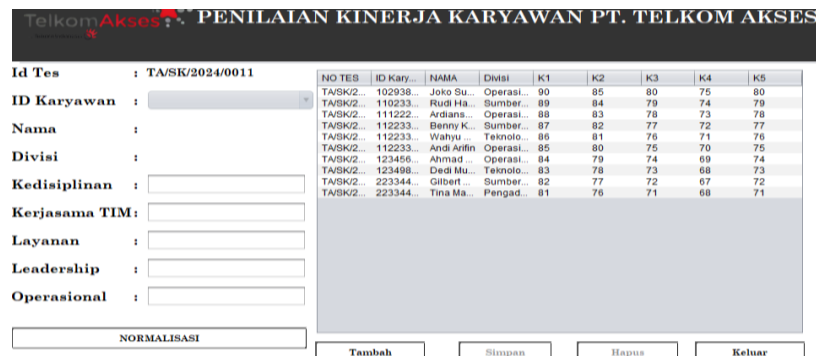 TelkomAkses
PENILAIAN KINERJA KARYAWAN PT. TELKOM AKSES
Id Tes : TA/SK/2024/0011
ID Karyawan :
Nama :
Divisi :
Kedisiplinan :
Kerjasama TIM :
Layanan :
Leadership :
Operasional :
NORMALISASI
NO TES ID Kary... NAMA Divisi K1 K2 K3 K4 K5
TA/SK/2... 102938... Joko Su... Operasi... 90 85 80 75 80
TA/SK/2... 110233... Rudi Ha... Sumber... 89 84 79 74 79
TA/SK/2... 111222... Ardians... Operasi... 88 83 78 73 78
TA/SK/2... 112233... Benny K... Sumber... 87 82 77 72 77
TA/SK/2... 112233... Wahyu ... Teknolo... 86 81 76 71 76
TA/SK/2... 112233... Andi Arifin Operasi... 85 80 75 70 75
TA/SK/2... 123456... Ahmad ... Operasi... 84 79 74 69 74
TA/SK/2... 123498... Dedi Mu... Teknolo... 83 78 73 68 73
TA/SK/2... 223344... Gilbert ... Sumber... 82 77 72 67 72
TA/SK/2... 223344... Tina Ma... Pengad... 81 76 71 68 71
Tambah Simpan Hapus Keluar